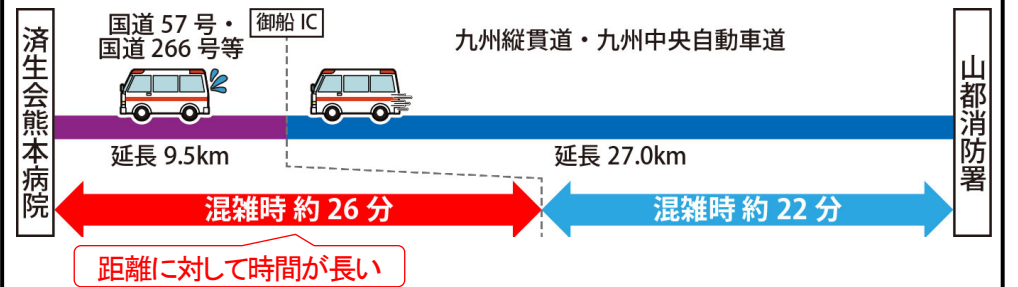 済生会熊本病院
国道 57 号・
国道 266 号等
御船 IC
九州縦貫道・九州中央自動車道
山都消防署
延長 9.5km
延長 27.0km
混雑時 約 26 分
混雑時 約 22 分
距離に対して時間が長い